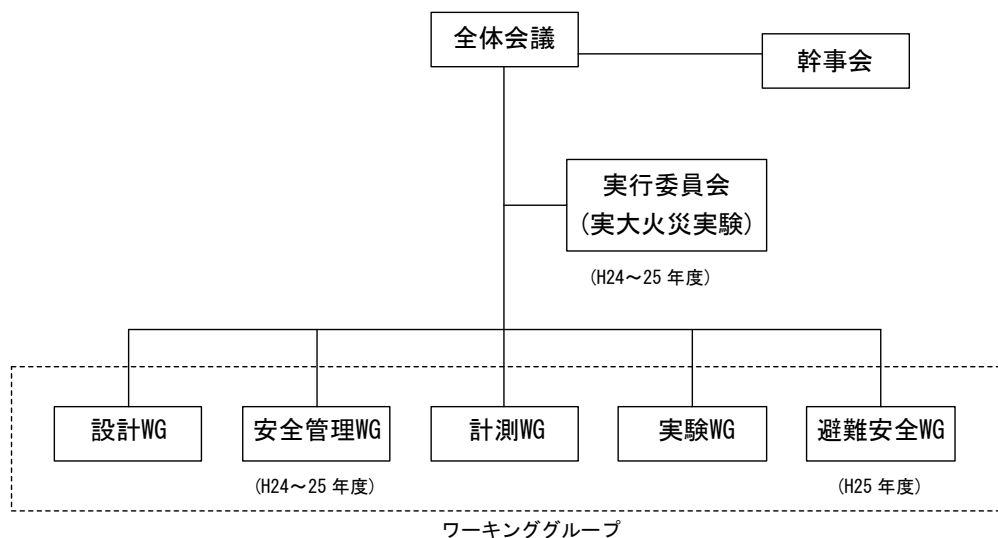 全体会議
幹事会
実行委員会
(実大火災実験)
(H24～25 年度)
設計WG
安全管理WG
計測WG
実験WG
避難安全WG
(H24～25 年度)
(H25 年度)
ワーキンググループ